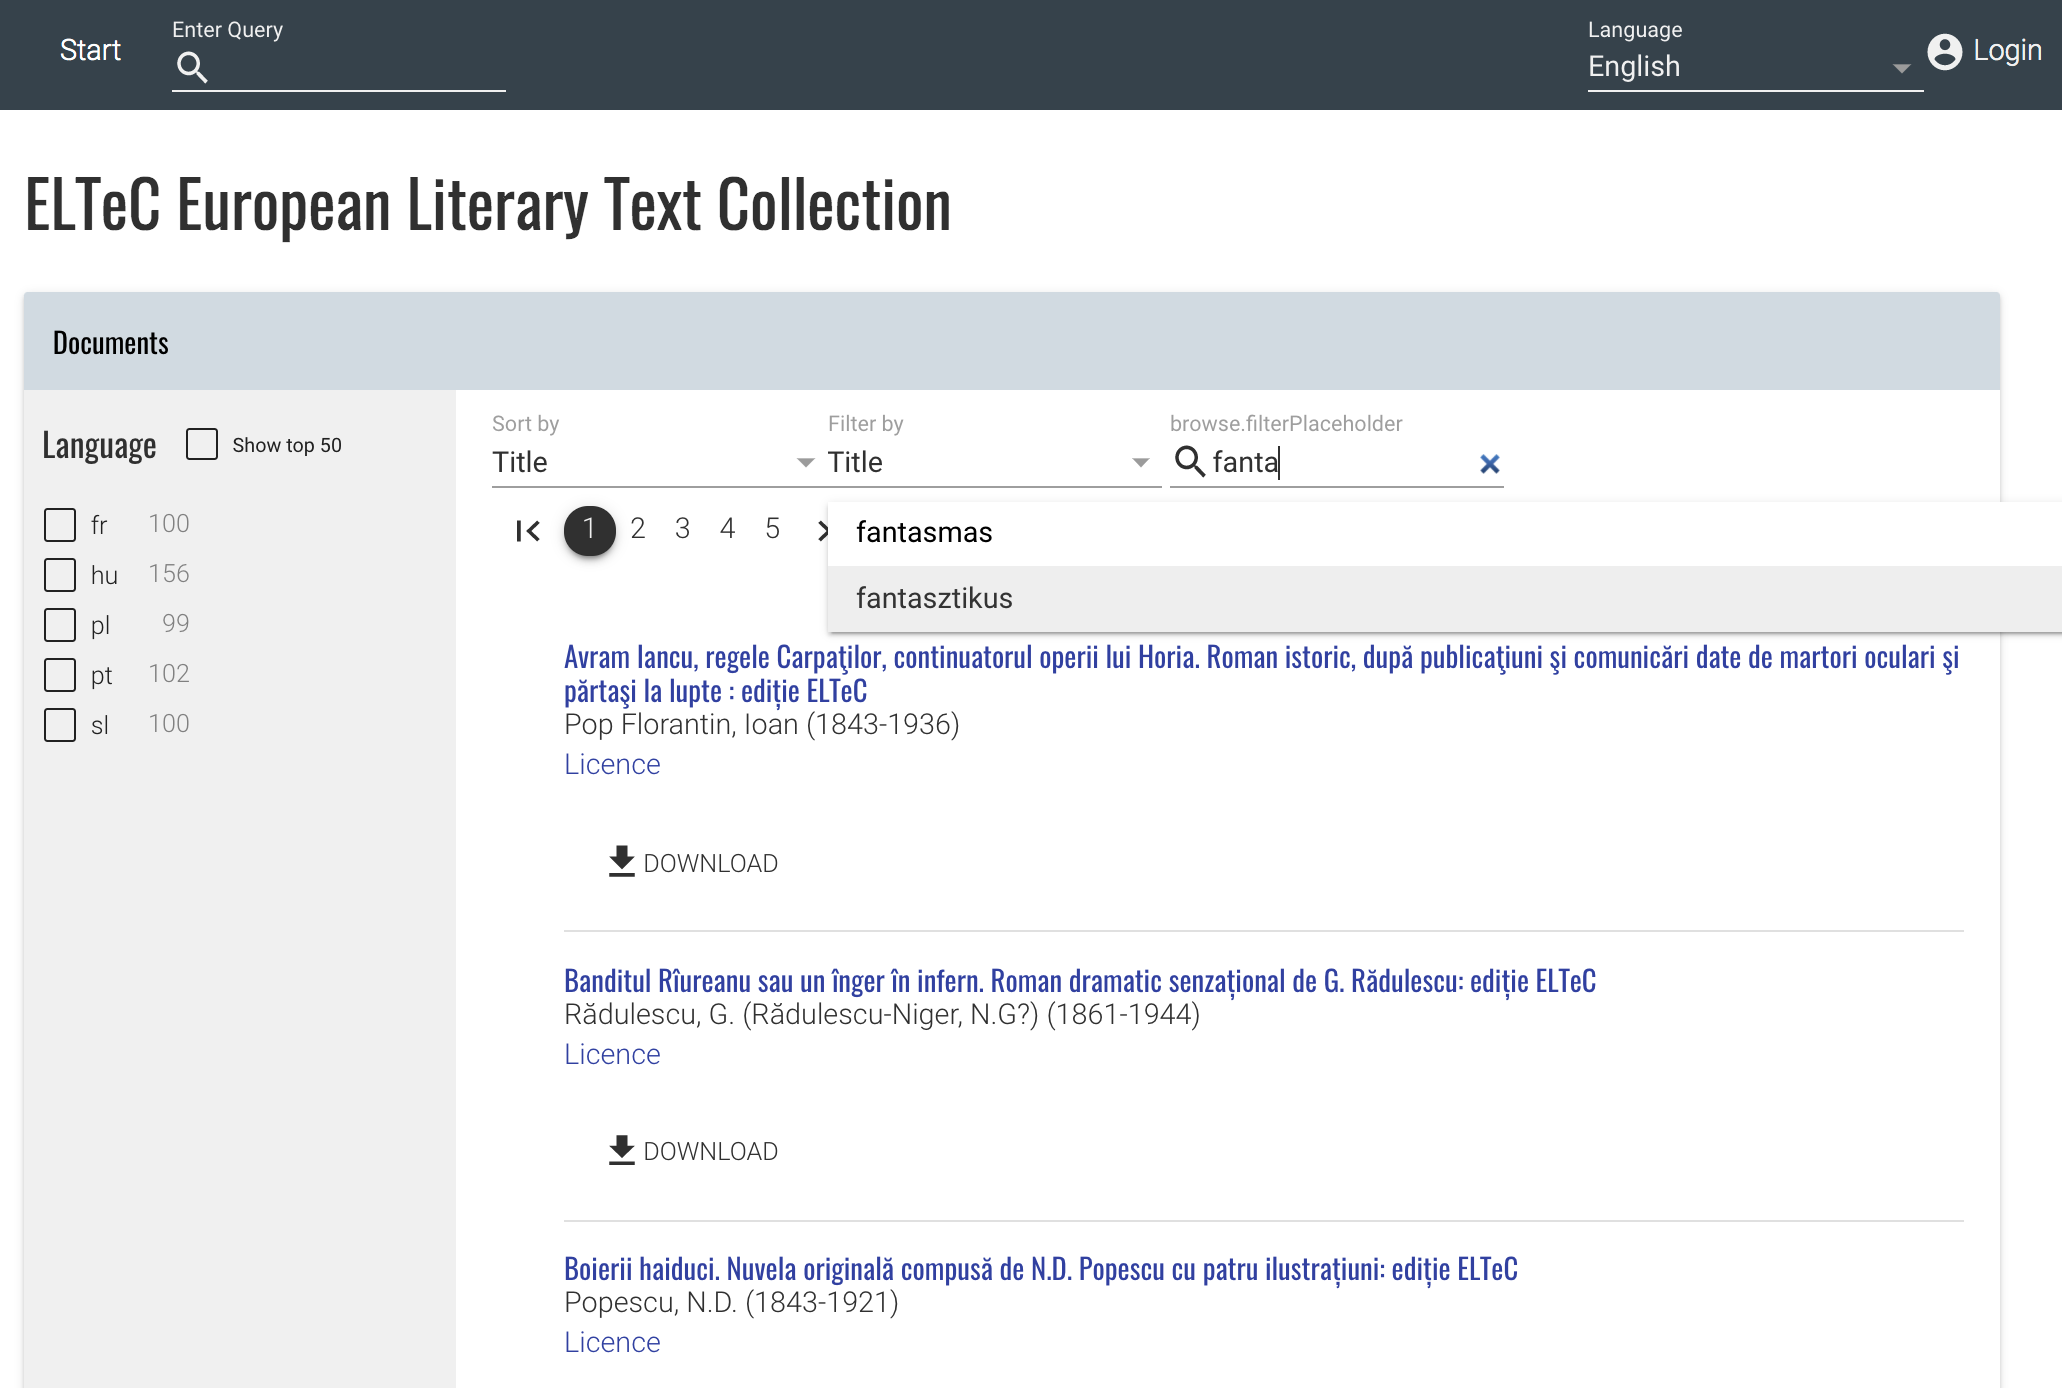 Start
Enter Query
Language
English
Login
ELTeC European Literary Text Collection
Documents
Language
Show top 50
fr 100
hu 156
pl 99
pt 102
sl 100
Sort by
Title
Filter by
Title
browse.filterPlaceholder
fanta
1 2 3 4 5
fantasmas
fantasztikus
Avram Iancu, regele Carpaţilor, continuatorul operii lui Horia. Roman istoric, după publicaţiuni şi comunicări date de martori oculari şi
părtaşi la lupte : ediție ELTeC
Pop Florantin, Ioan (1843-1936)
Licence
DOWNLOAD
Banditul Rîureanu sau un înger în infern. Roman dramatic senzațional de G. Rădulescu: ediție ELTeC
Rădulescu, G. (Rădulescu-Niger, N.G?) (1861-1944)
Licence
DOWNLOAD
Boierii haiduci. Nuvela originală compusă de N.D. Popescu cu patru ilustrațiuni: ediție ELTeC
Popescu, N.D. (1843-1921)
Licence